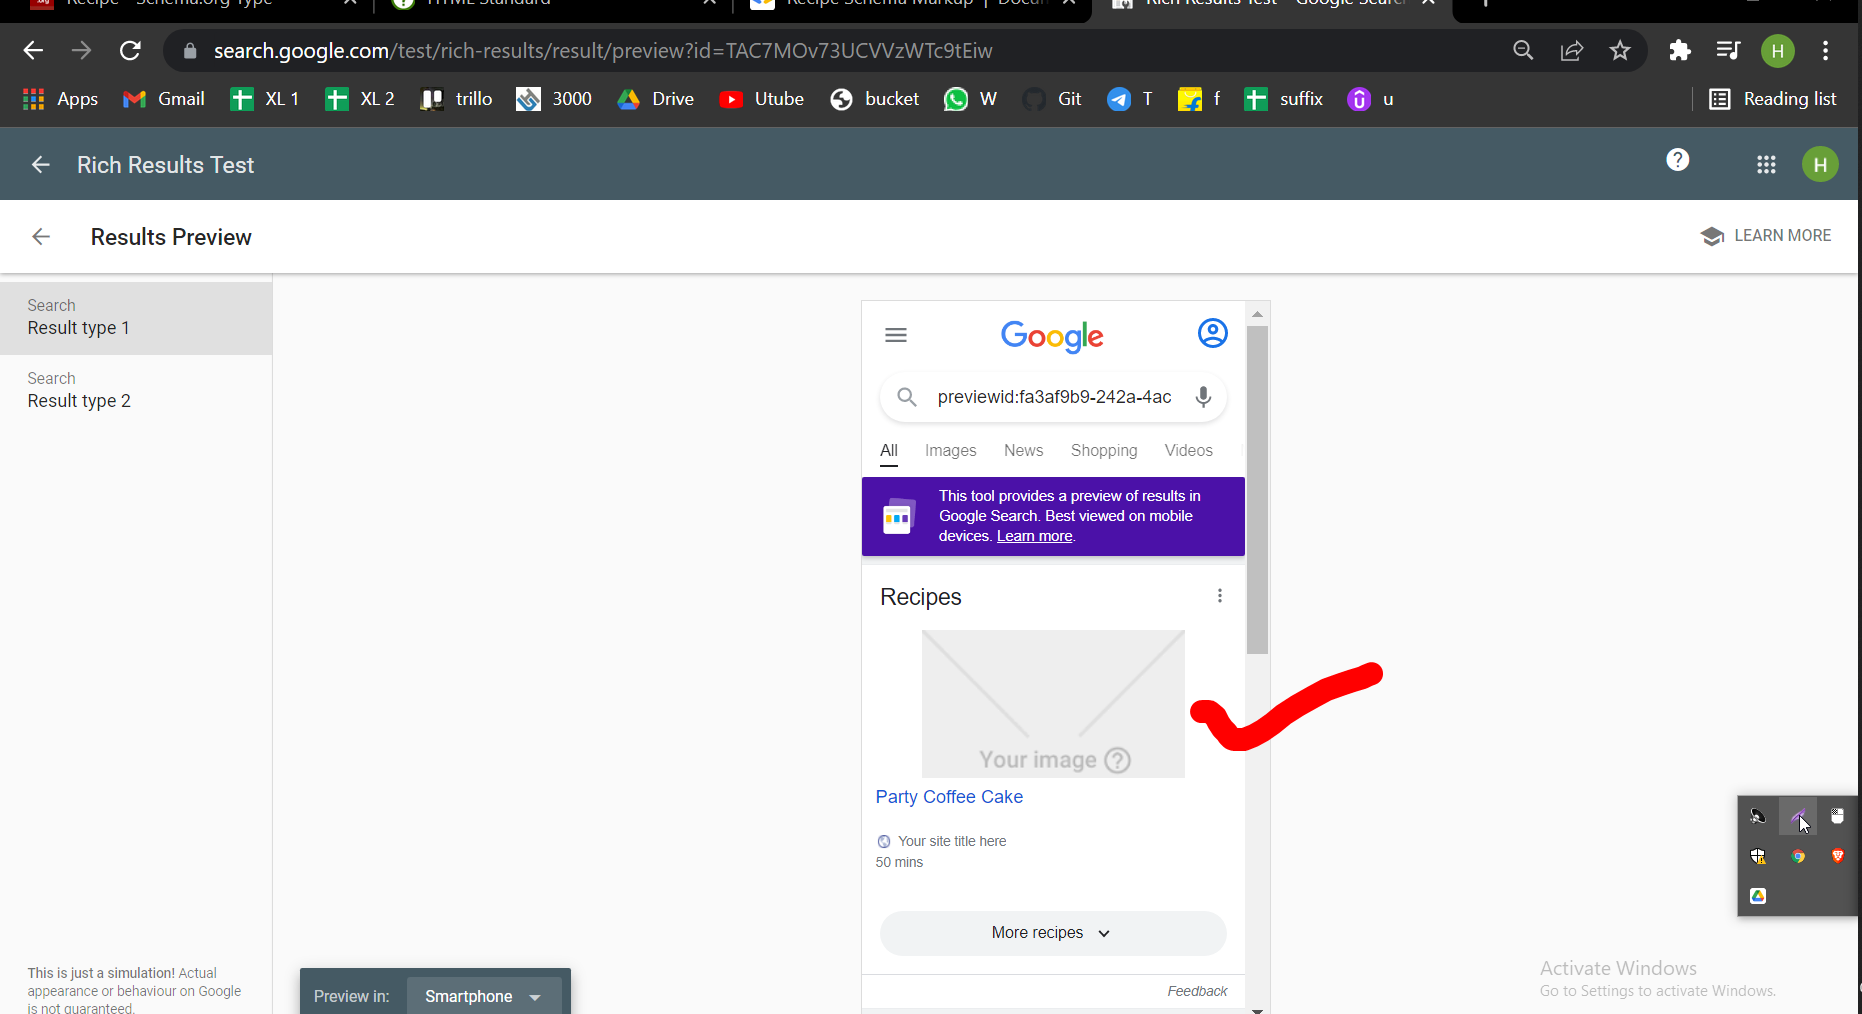 Recipe - Schema.org Type
HTML Standard
Recipe Schema Markup | Docum
Rich Results Test - Google Search
search.google.com/test/rich-results/result/preview?id=TAC7MOv73UCVVzWTc9tEiw
H
Apps
Gmail
XL 1
XL 2
trillo
3000
Drive
Utube
bucket
W
Git
T
f
suffix
u
Reading list
Rich Results Test
H
Results Preview
LEARN MORE
Search
Result type 1
Search
Result type 2
Google
previewid:fa3af9b9-242a-4ac
All
Images
News
Shopping
Videos
This tool provides a preview of results in
Google Search. Best viewed on mobile
devices. Learn more.
Recipes
Your image
Party Coffee Cake
Your site title here
50 mins
More recipes
Feedback
This is just a simulation! Actual
appearance or behaviour on Google
is not guaranteed.
Preview in:
Smartphone
Activate Windows
Go to Settings to activate Windows.